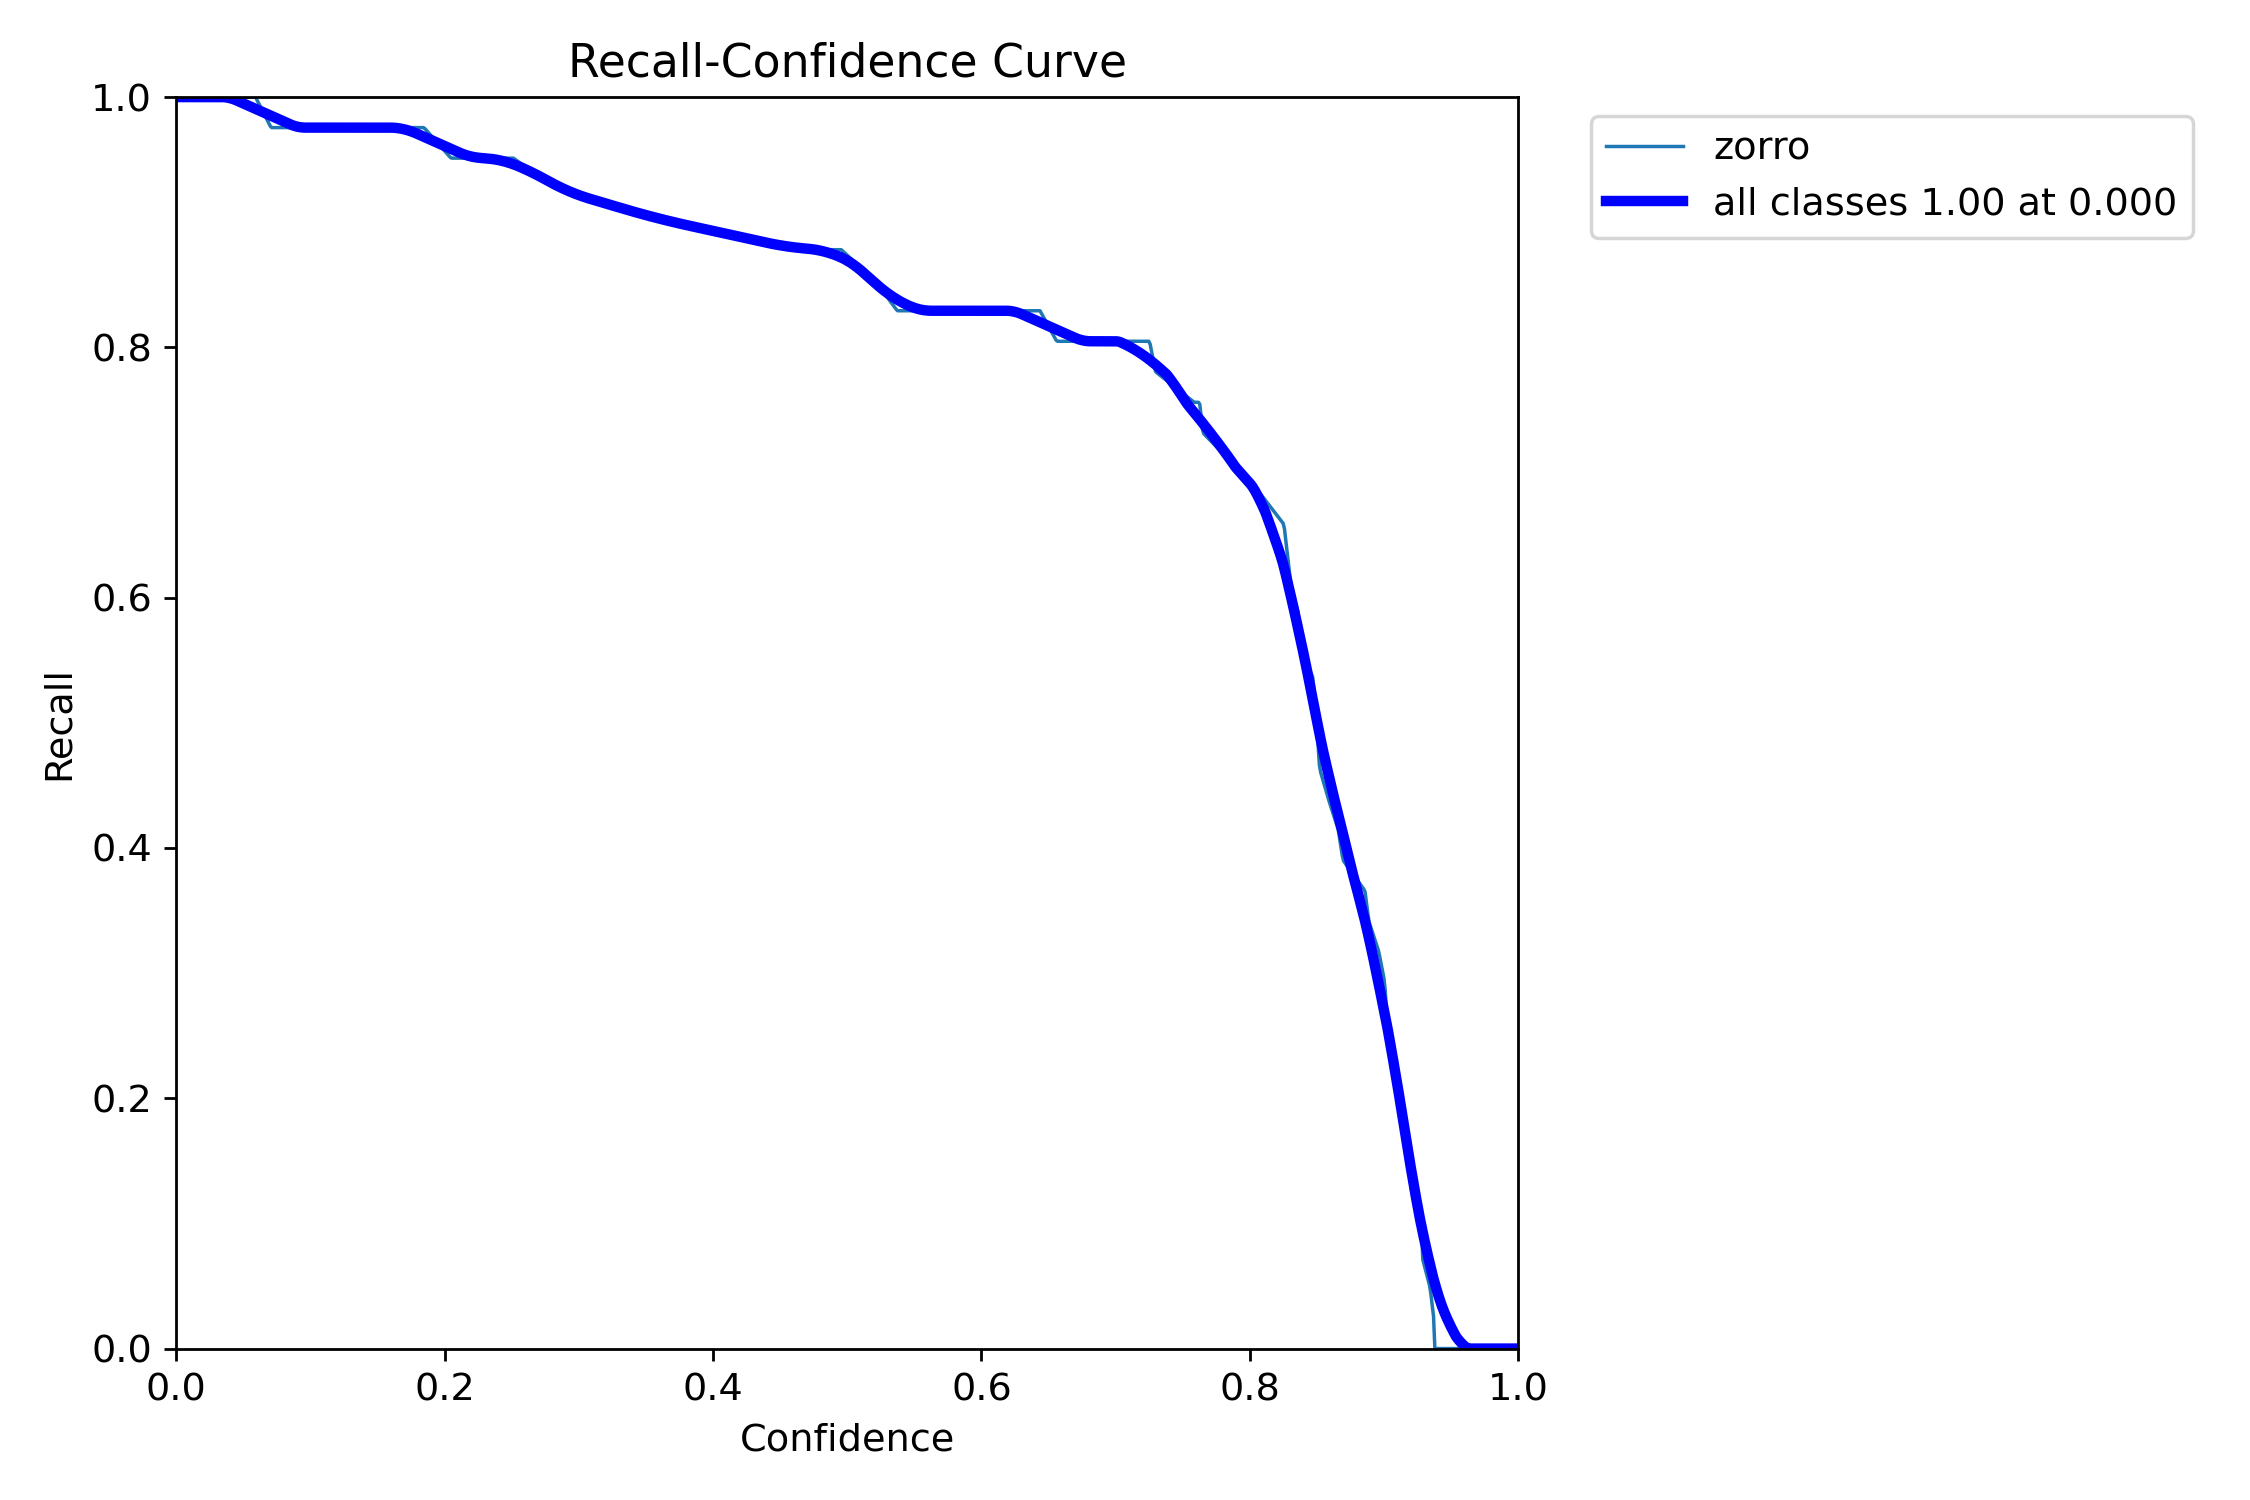 Recall-Confidence Curve
1.0
0.8
0.6
0.4
0.2
0.0
Recall
0.0 0.2 0.4 0.6 0.8 1.0
Confidence
zorro
all classes 1.00 at 0.000